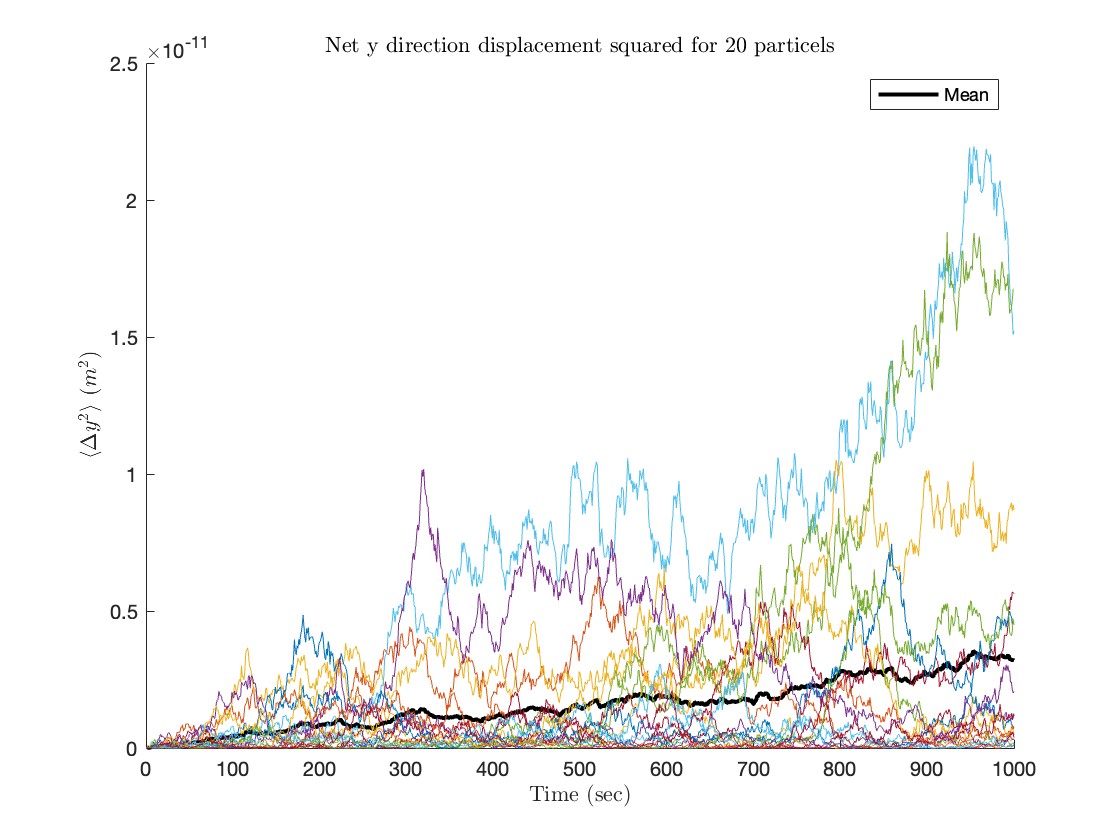 Net y direction displacement squared for 20 particels
×10⁻¹¹
Mean
2.5
2
1.5
1
0.5
0
⟨Δy²⟩ (m²)
0 100 200 300 400 500 600 700 800 900 1000
Time (sec)